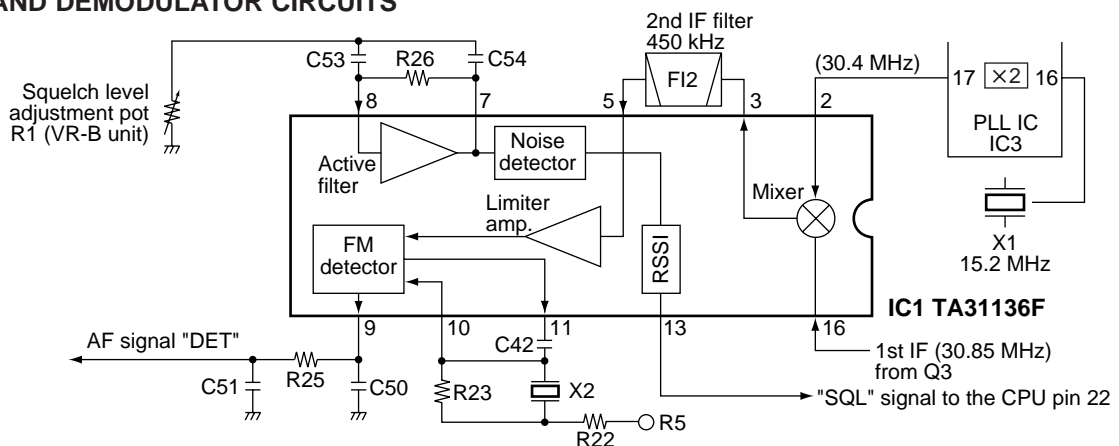 AND DEMODULATOR CIRCUITS
2nd IF filter
450 kHz
C53
R26
C54
FI2
(30.4 MHz)
17
×2
16
PLL IC
IC3
X1
15.2 MHz
Squelch level
adjustment pot
R1 (VR-B unit)
8
7
5
3
2
Active
filter
Noise
detector
Mixer
Limiter
amp.
FM
detector
RSSI
IC1 TA31136F
9
10
11
13
16
AF signal "DET"
C51
R25
C50
C42
R23
X2
R22
R5
1st IF (30.85 MHz)
from Q3
"SQL" signal to the CPU pin 22